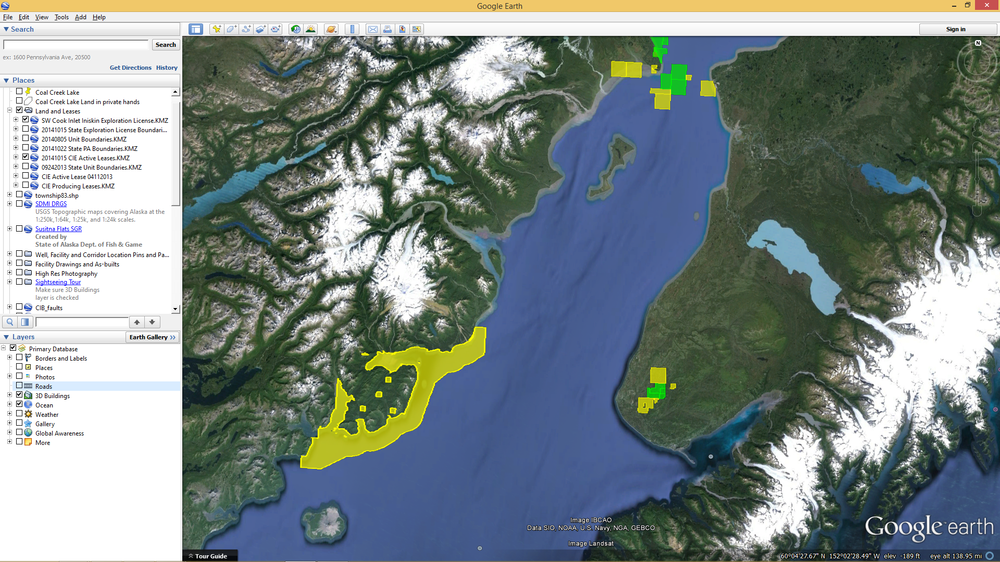 Google Earth
File Edit View Tools Add Help
Search
Sign in
Search
ex: 1600 Pennsylvania Ave, 20500
Get Directions History
Places
Coal Creek Lake
Coal Creek Lake Land in private hands
Land and Leases
SW Cook Inlet Iniskin Exploration License.KMZ
20141015 State Exploration License Boundari...
20140805 Unit Boundaries.KMZ
20141022 State PA Boundaries.KMZ
20141015 CIE Active Leases.KMZ
09242013 State Unit Boundaries.KMZ
CIE Active Lease 04112013
CIE Producing Leases.KMZ
township83.shp
SDMI DRGS
USGS Topographic maps covering Alaska at the
1:250k,1:64k, 1:25k, and 1:24k scales.
Susitna Flats SGR
Created by
State of Alaska Dept. of Fish & Game
Well, Facility and Corridor Location Pins and Pa...
Facility Drawings and As-builts
High Res Photography
Sightseeing Tour
Make sure 3D Buildings
layer is checked
CIB_faults
Layers
Earth Gallery >>
Primary Database
Borders and Labels
Places
Photos
Roads
3D Buildings
Ocean
Weather
Gallery
Global Awareness
More
N
Image IBCAO
Data SIO, NOAA, U.S. Navy, NGA, GEBCO
Image Landsat
Google earth
Tour Guide
60°04'27.67" N 152°02'28.49" W elev -189 ft eye alt 138.95 mi